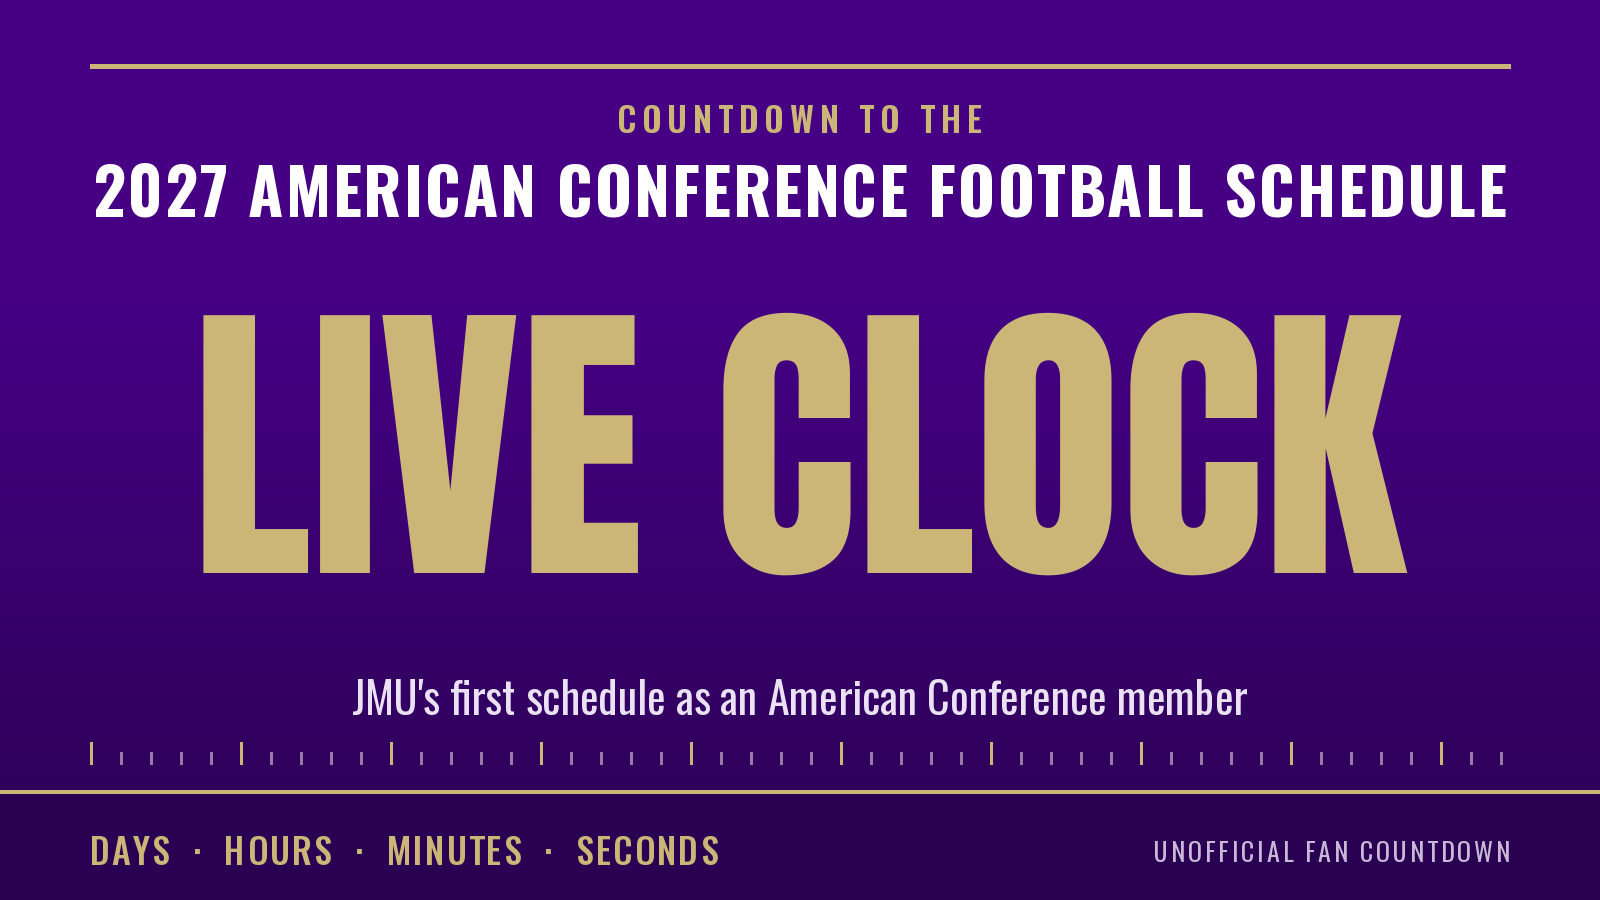 COUNTDOWN TO THE
2027 AMERICAN CONFERENCE FOOTBALL SCHEDULE
LIVE CLOCK
JMU's first schedule as an American Conference member
DAYS · HOURS · MINUTES · SECONDS
UNOFFICIAL FAN COUNTDOWN